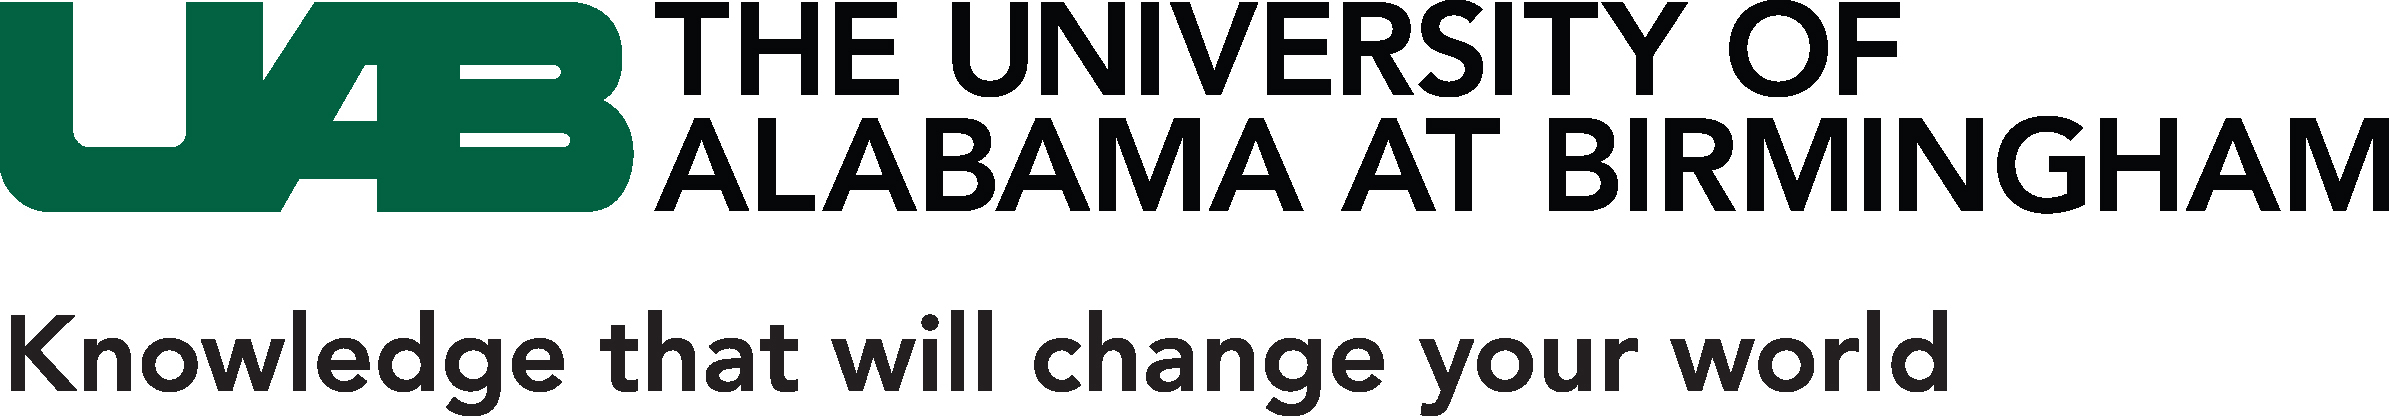 UAB
THE UNIVERSITY OF
ALABAMA AT BIRMINGHAM
Knowledge that will change your world